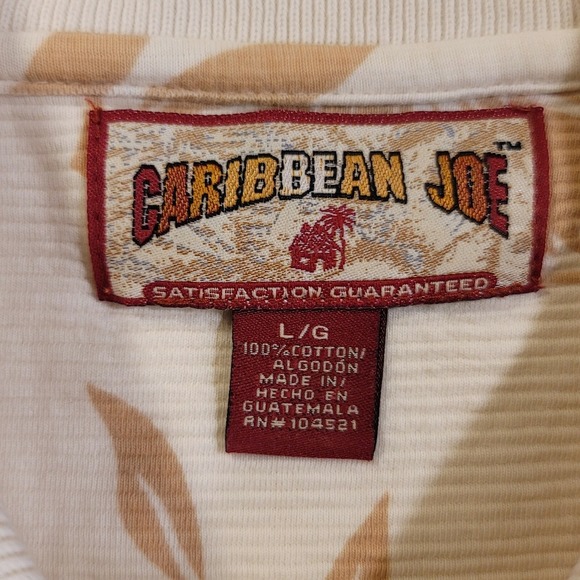 CARIBBEAN JOE™
SATISFACTION GUARANTEED
L/G
100%COTTON/
ALGODÓN
MADE IN/
HECHO EN
GUATEMALA
RN#104521